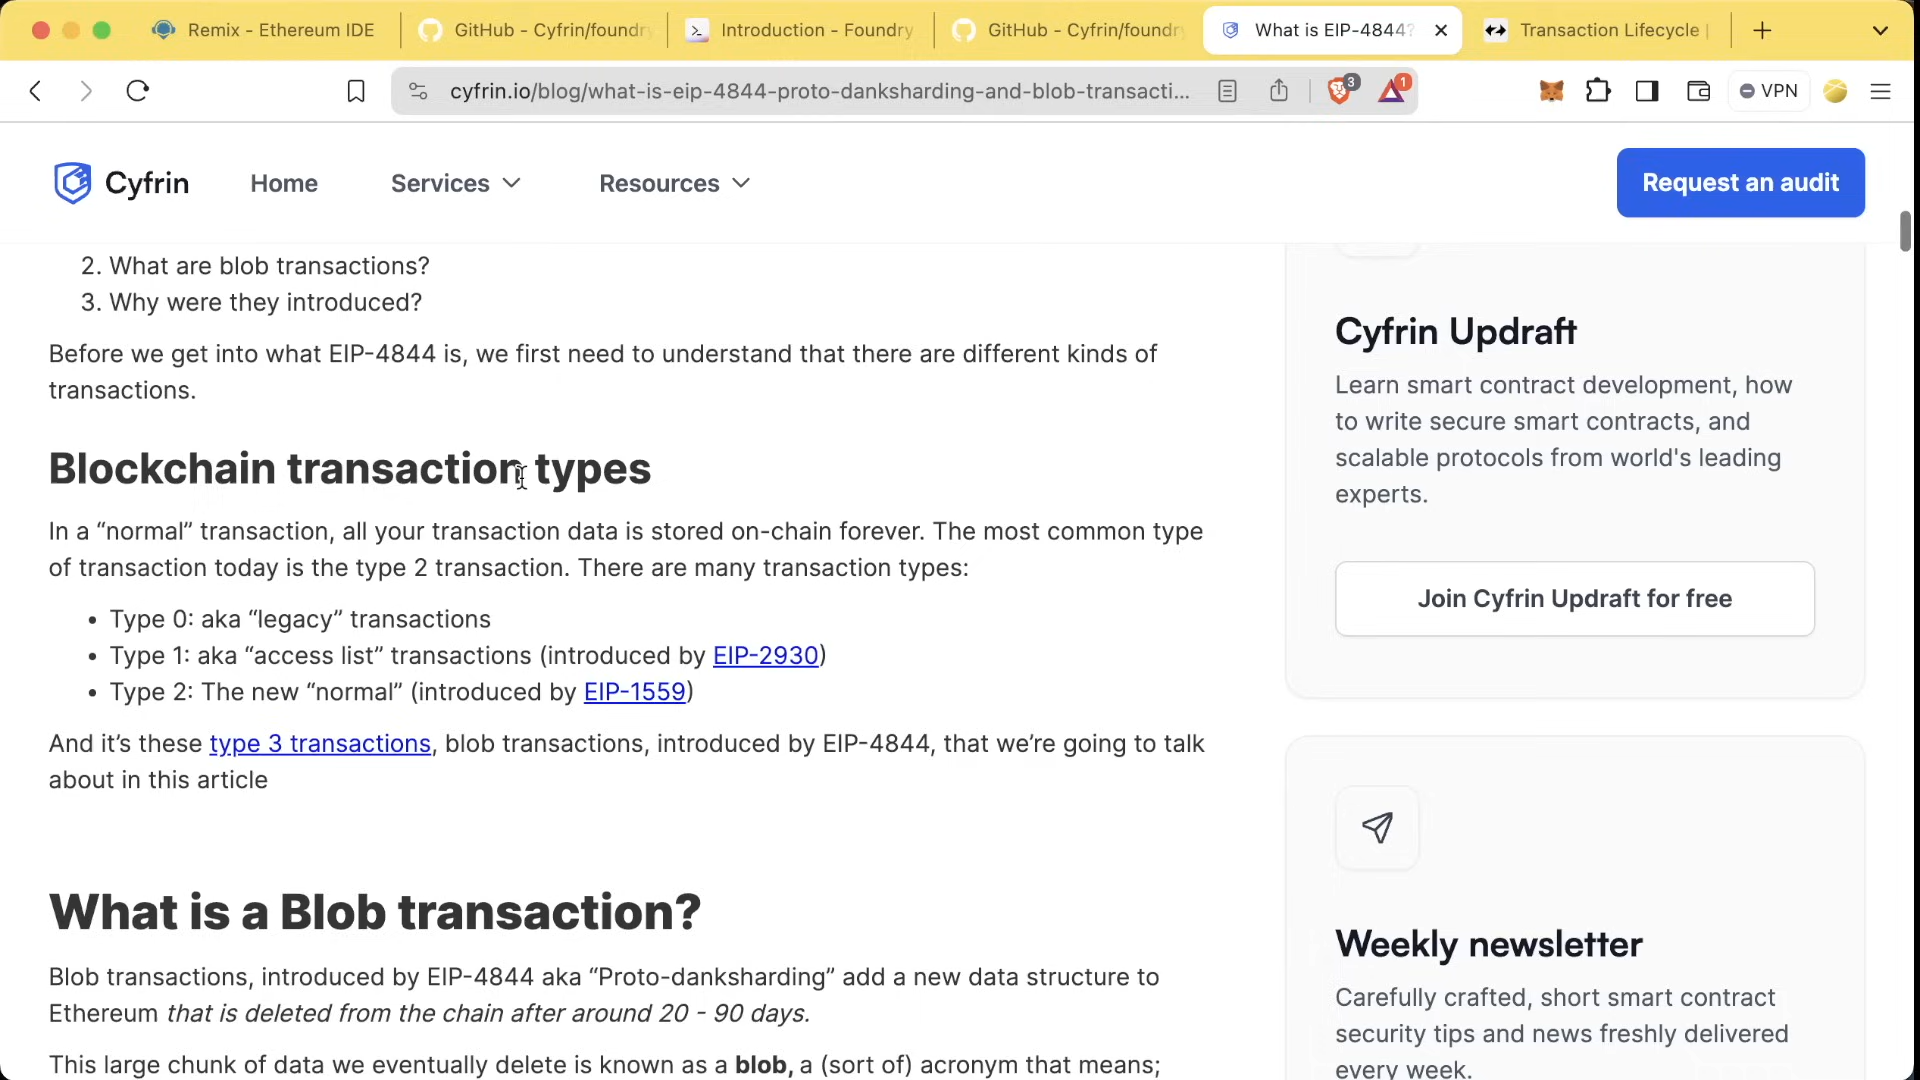 Remix - Ethereum IDE
GitHub - Cyfrin/foundry
Introduction - Foundry
GitHub - Cyfrin/foundry
What is EIP-4844?
Transaction Lifecycle |
cyfrin.io/blog/what-is-eip-4844-proto-danksharding-and-blob-transacti...
3
1
VPN
Cyfrin
Home
Services
Resources
Request an audit
2. What are blob transactions?
3. Why were they introduced?
Before we get into what EIP-4844 is, we first need to understand that there are different kinds of
transactions.
Blockchain transaction types
In a “normal” transaction, all your transaction data is stored on-chain forever. The most common type
of transaction today is the type 2 transaction. There are many transaction types:
• Type 0: aka “legacy” transactions
• Type 1: aka “access list” transactions (introduced by EIP-2930)
• Type 2: The new “normal” (introduced by EIP-1559)
And it’s these type 3 transactions, blob transactions, introduced by EIP-4844, that we’re going to talk
about in this article
What is a Blob transaction?
Blob transactions, introduced by EIP-4844 aka “Proto-danksharding” add a new data structure to
Ethereum that is deleted from the chain after around 20 - 90 days.
This large chunk of data we eventually delete is known as a blob, a (sort of) acronym that means;
Cyfrin Updraft
Learn smart contract development, how
to write secure smart contracts, and
scalable protocols from world's leading
experts.
Join Cyfrin Updraft for free
Weekly newsletter
Carefully crafted, short smart contract
security tips and news freshly delivered
every week.